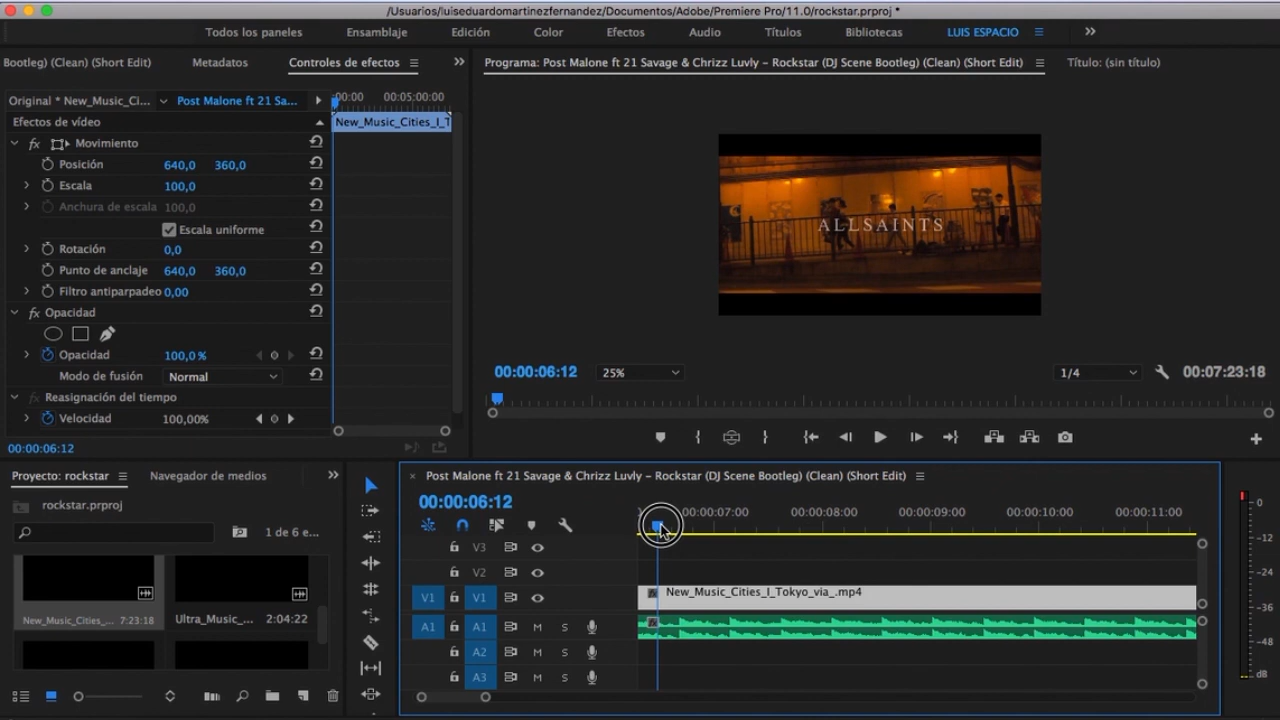 /Usuarios/luiseduardomartinezfernandez/Documentos/Adobe/Premiere Pro/11.0/rockstar.prproj *
Todos los paneles Ensamblaje Edición Color Efectos Audio Títulos Bibliotecas LUIS ESPACIO
Bootleg) (Clean) (Short Edit) Metadatos Controles de efectos
Programa: Post Malone ft 21 Savage & Chrizz Luvly – Rockstar (DJ Scene Bootleg) (Clean) (Short Edit) Título: (sin título)
Original * New_Music_Ci... Post Malone ft 21 Sa... :00:00 00:05:00:00
Efectos de vídeo New_Music_Cities_I_T
fx Movimiento
Posición 640,0 360,0
Escala 100,0
Anchura de escala 100,0
Escala uniforme
Rotación 0,0
Punto de anclaje 640,0 360,0
Filtro antiparpadeo 0,00
fx Opacidad
Opacidad 100,0 %
Modo de fusión Normal
Reasignación del tiempo
Velocidad 100,00%
00:00:06:12
ALLSAINTS
00:00:06:12 25% 1/4 00:07:23:18
Proyecto: rockstar Navegador de medios
rockstar.prproj
1 de 6 e...
New_Music_Cities_... 7:23:18 Ultra_Music_... 2:04:22
Post Malone ft 21 Savage & Chrizz Luvly – Rockstar (DJ Scene Bootleg) (Clean) (Short Edit)
00:00:06:12
00:00:07:00 00:00:08:00 00:00:09:00 00:00:10:00 00:00:11:00
V3
V2
V1 V1 New_Music_Cities_I_Tokyo_via_.mp4
A1 A1 M S
A2 M S
A3 M S
0
-12
-24
-36
-48
dB